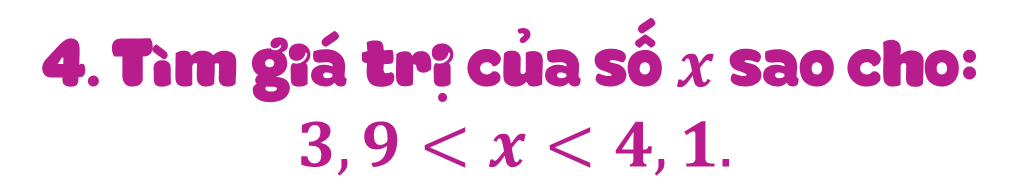 4. Tìm giá trị của số x sao cho:
3,9 < x < 4,1.